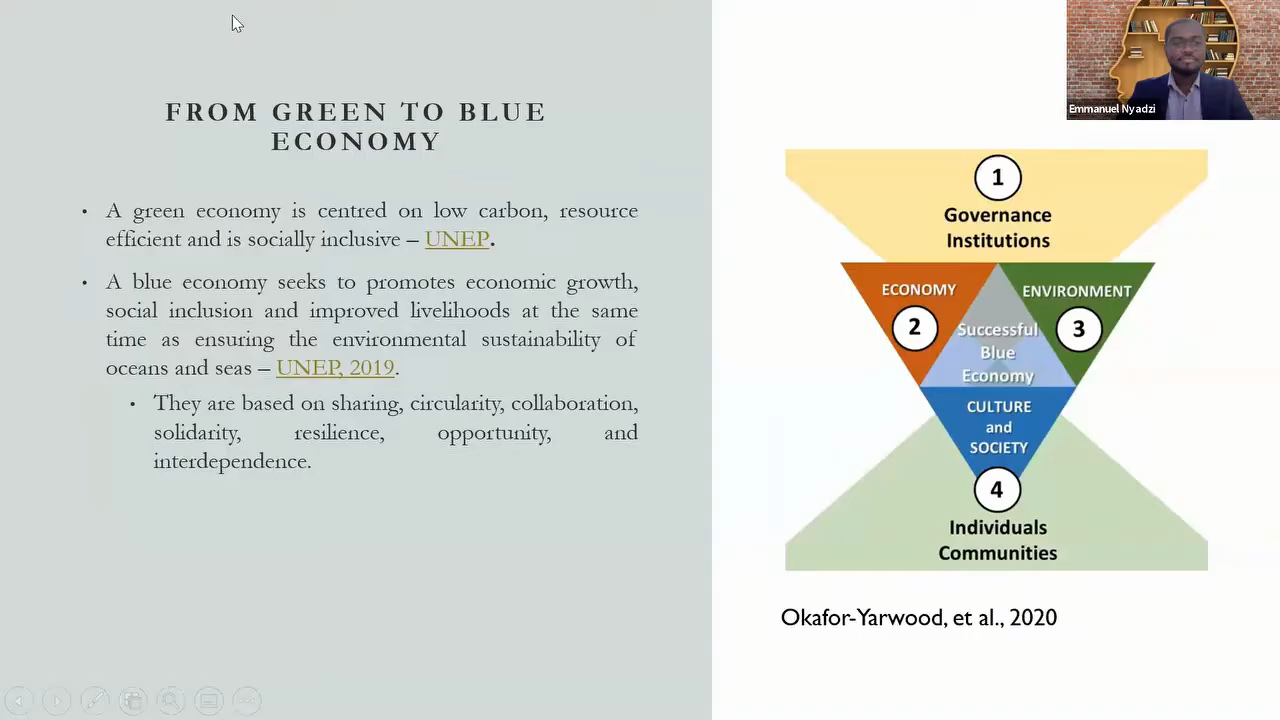 FROM GREEN TO BLUE
ECONOMY
• A green economy is centred on low carbon, resource
efficient and is socially inclusive – UNEP.
• A blue economy seeks to promotes economic growth,
social inclusion and improved livelihoods at the same
time as ensuring the environmental sustainability of
oceans and seas – UNEP, 2019.
• They are based on sharing, circularity, collaboration,
solidarity, resilience, opportunity, and
interdependence.
Emmanuel Nyadzi
1
Governance
Institutions
ECONOMY
2
ENVIRONMENT
3
Successful
Blue
Economy
CULTURE
and
SOCIETY
4
Individuals
Communities
Okafor-Yarwood, et al., 2020